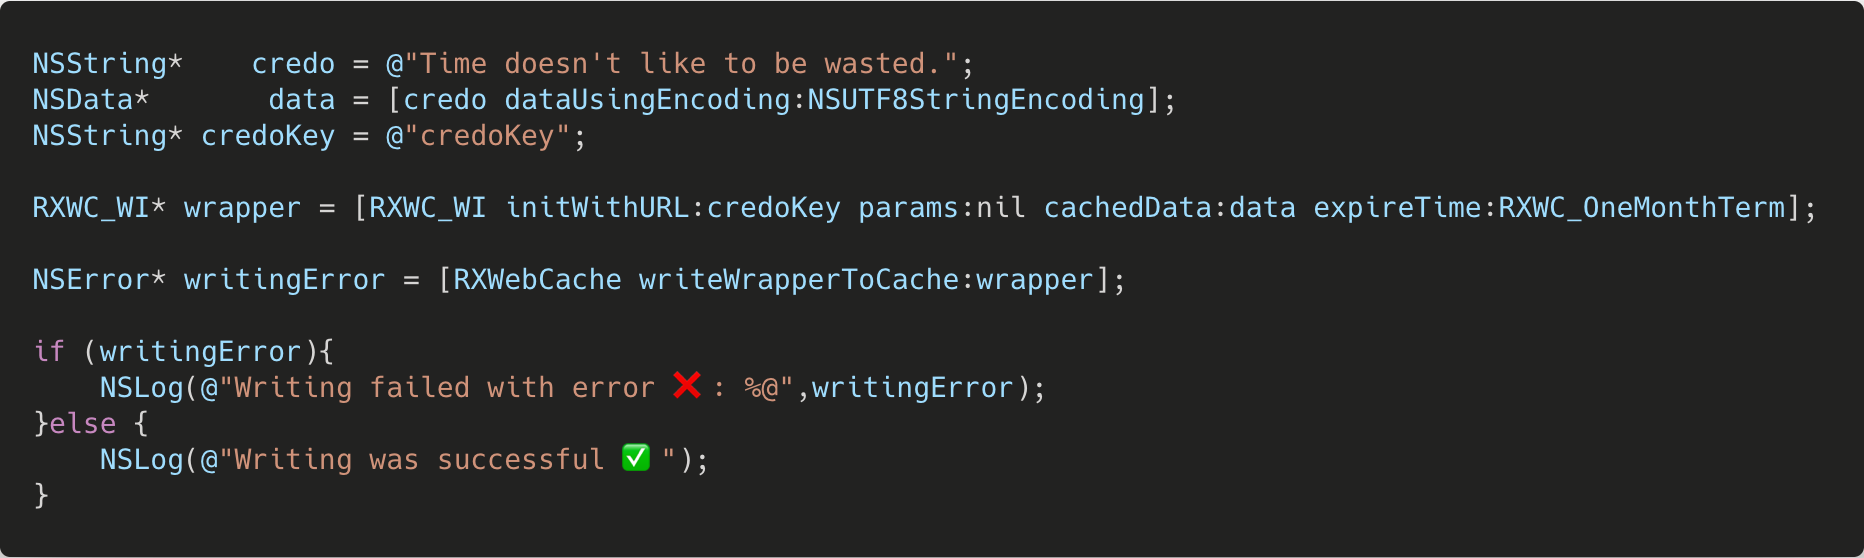 NSString*    credo = @"Time doesn't like to be wasted.";
NSData*       data = [credo dataUsingEncoding:NSUTF8StringEncoding];
NSString* credoKey = @"credoKey";

RXWC_WI* wrapper = [RXWC_WI initWithURL:credoKey params:nil cachedData:data expireTime:RXWC_OneMonthTerm];

NSError* writingError = [RXWebCache writeWrapperToCache:wrapper];

if (writingError){
    NSLog(@"Writing failed with error ❌ : %@",writingError);
}else {
    NSLog(@"Writing was successful ✅ ");
}